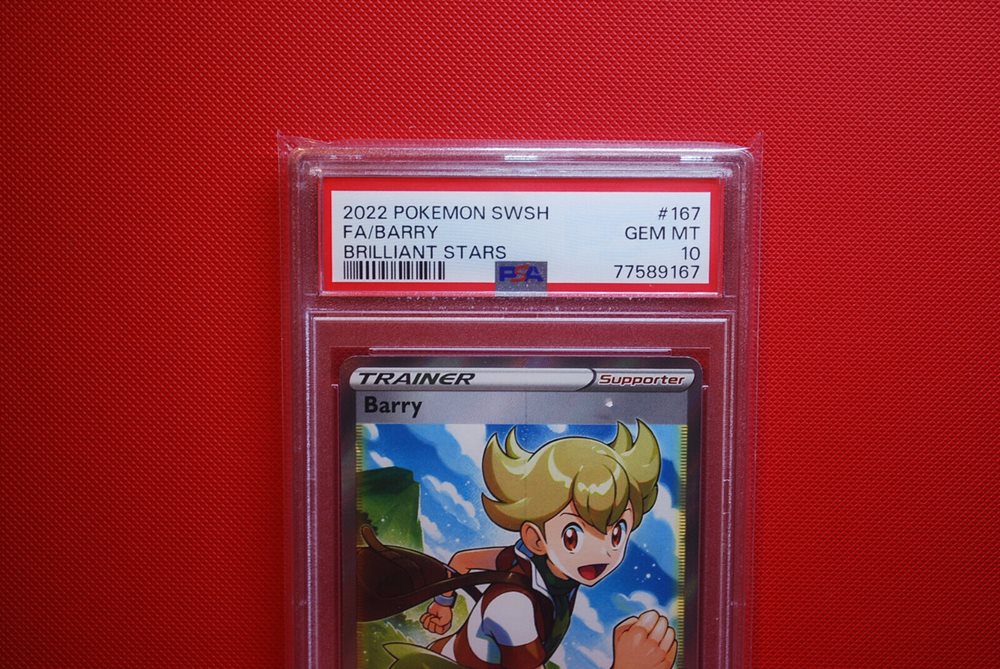 2022 POKEMON SWSH #167
FA/BARRY GEM MT
BRILLIANT STARS 10
PSA 77589167
TRAINER Supporter
Barry